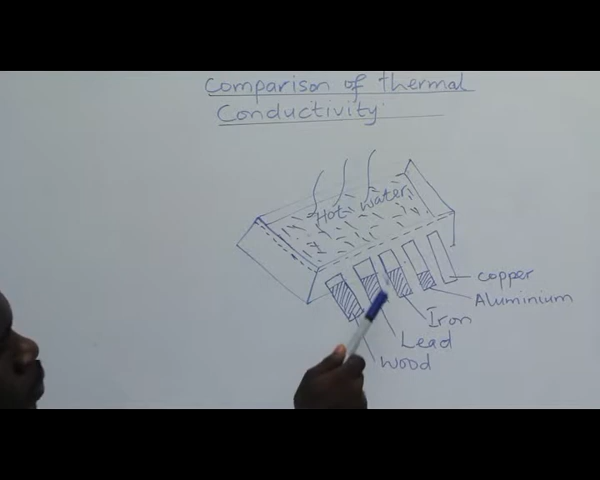 Comparison of thermal
Conductivity
Hot water
copper
Aluminium
Iron
Lead
Wood